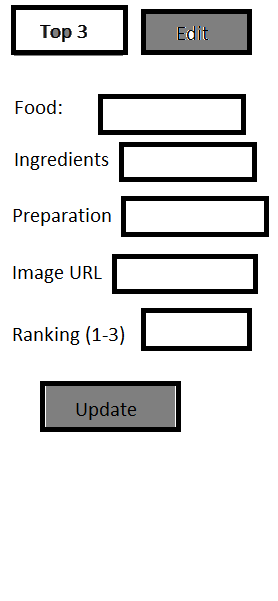 Top 3
Edit
Food:
Ingredients
Preparation
Image URL
Ranking (1-3)
Update